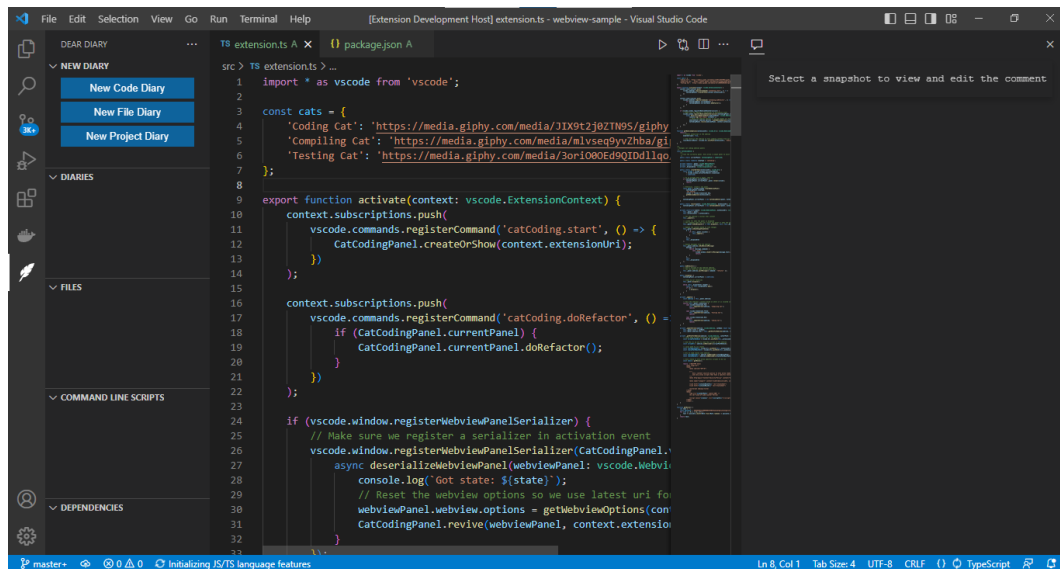 File Edit Selection View Go Run Terminal Help [Extension Development Host] extension.ts - webview-sample - Visual Studio Code
DEAR DIARY ...
NEW DIARY
New Code Diary
New File Diary
New Project Diary
3K+
DIARIES
FILES
COMMAND LINE SCRIPTS
DEPENDENCIES
TS extension.ts A {} package.json A
src > TS extension.ts > ...
1 import * as vscode from 'vscode';
2
3 const cats = {
4 'Coding Cat': 'https://media.giphy.com/media/JIX9t2j0ZTN9S/giphy
5 'Compiling Cat': 'https://media.giphy.com/media/mlvseq9yvZhba/gi
6 'Testing Cat': 'https://media.giphy.com/media/3oriO0OEd9QIDdllqo
7 };
8
9 export function activate(context: vscode.ExtensionContext) {
10 context.subscriptions.push(
11 vscode.commands.registerCommand('catCoding.start', () => {
12 CatCodingPanel.createOrShow(context.extensionUri);
13 })
14 );
15
16 context.subscriptions.push(
17 vscode.commands.registerCommand('catCoding.doRefactor', () =
18 if (CatCodingPanel.currentPanel) {
19 CatCodingPanel.currentPanel.doRefactor();
20 }
21 })
22 );
23
24 if (vscode.window.registerWebviewPanelSerializer) {
25 // Make sure we register a serializer in activation event
26 vscode.window.registerWebviewPanelSerializer(CatCodingPanel.
27 async deserializeWebviewPanel(webviewPanel: vscode.Webvi
28 console.log(`Got state: ${state}`);
29 // Reset the webview options so we use latest uri fo
30 webviewPanel.webview.options = getWebviewOptions(con
31 CatCodingPanel.revive(webviewPanel, context.extension
32 }
33 });
Select a snapshot to view and edit the comment
master+ 0 0 Initializing JS/TS language features Ln 8, Col 1 Tab Size: 4 UTF-8 CRLF {} TypeScript